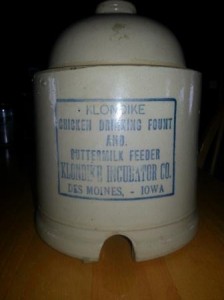 KLONDIKE
CHICKEN DRINKING FOUNT
AND.
BUTTERMILK FEEDER
KLONDIKE INCUBATOR CO.
DES MOINES, - IOWA